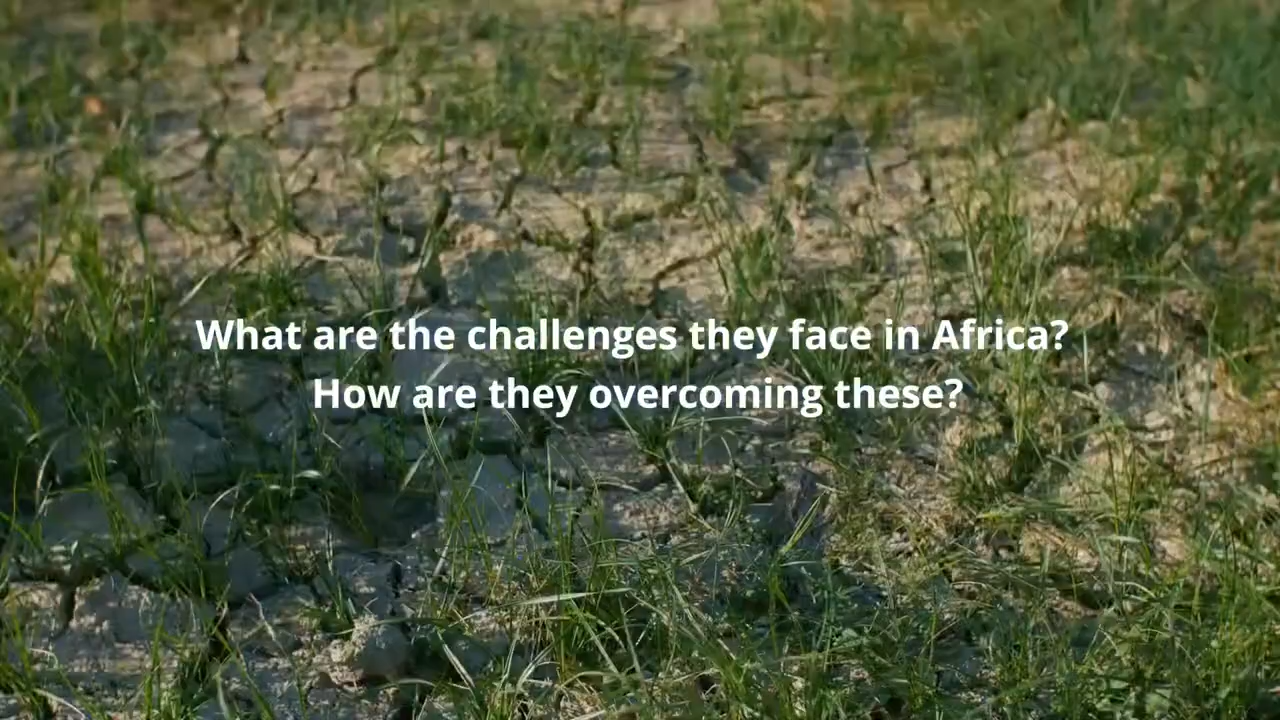 What are the challenges they face in Africa?
How are they overcoming these?